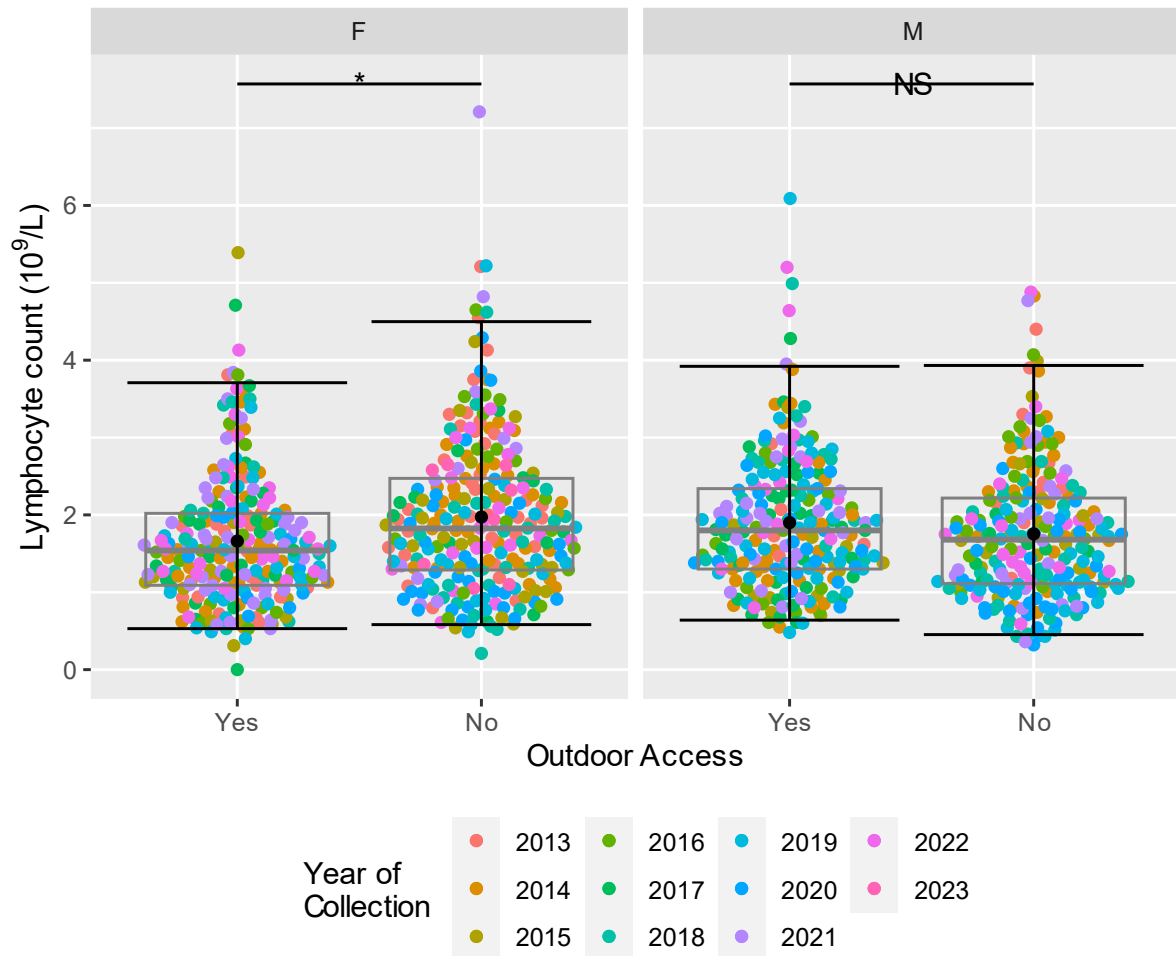 F
M
*
NS
6
4
2
0
Lymphocyte count (10⁹/L)
Yes
No
Yes
No
Outdoor Access
Year of
Collection
2013
2016
2019
2022
2014
2017
2020
2023
2015
2018
2021